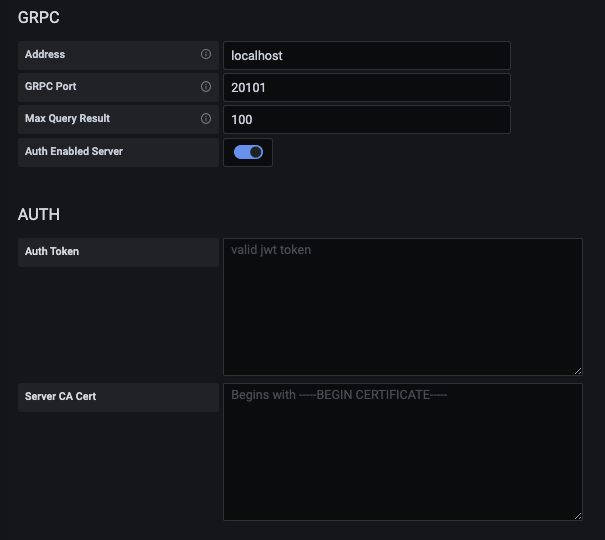 GRPC
Address
localhost
GRPC Port
20101
Max Query Result
100
Auth Enabled Server
AUTH
Auth Token
valid jwt token
Server CA Cert
Begins with -----BEGIN CERTIFICATE-----